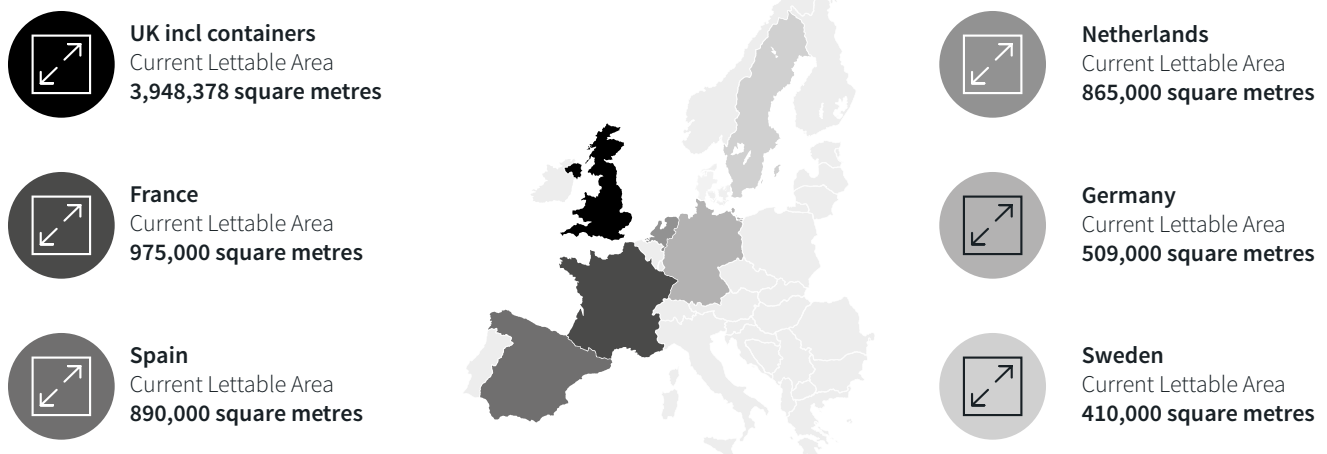 UK incl containers
Current Lettable Area
3,948,378 square metres
France
Current Lettable Area
975,000 square metres
Spain
Current Lettable Area
890,000 square metres
Netherlands
Current Lettable Area
865,000 square metres
Germany
Current Lettable Area
509,000 square metres
Sweden
Current Lettable Area
410,000 square metres